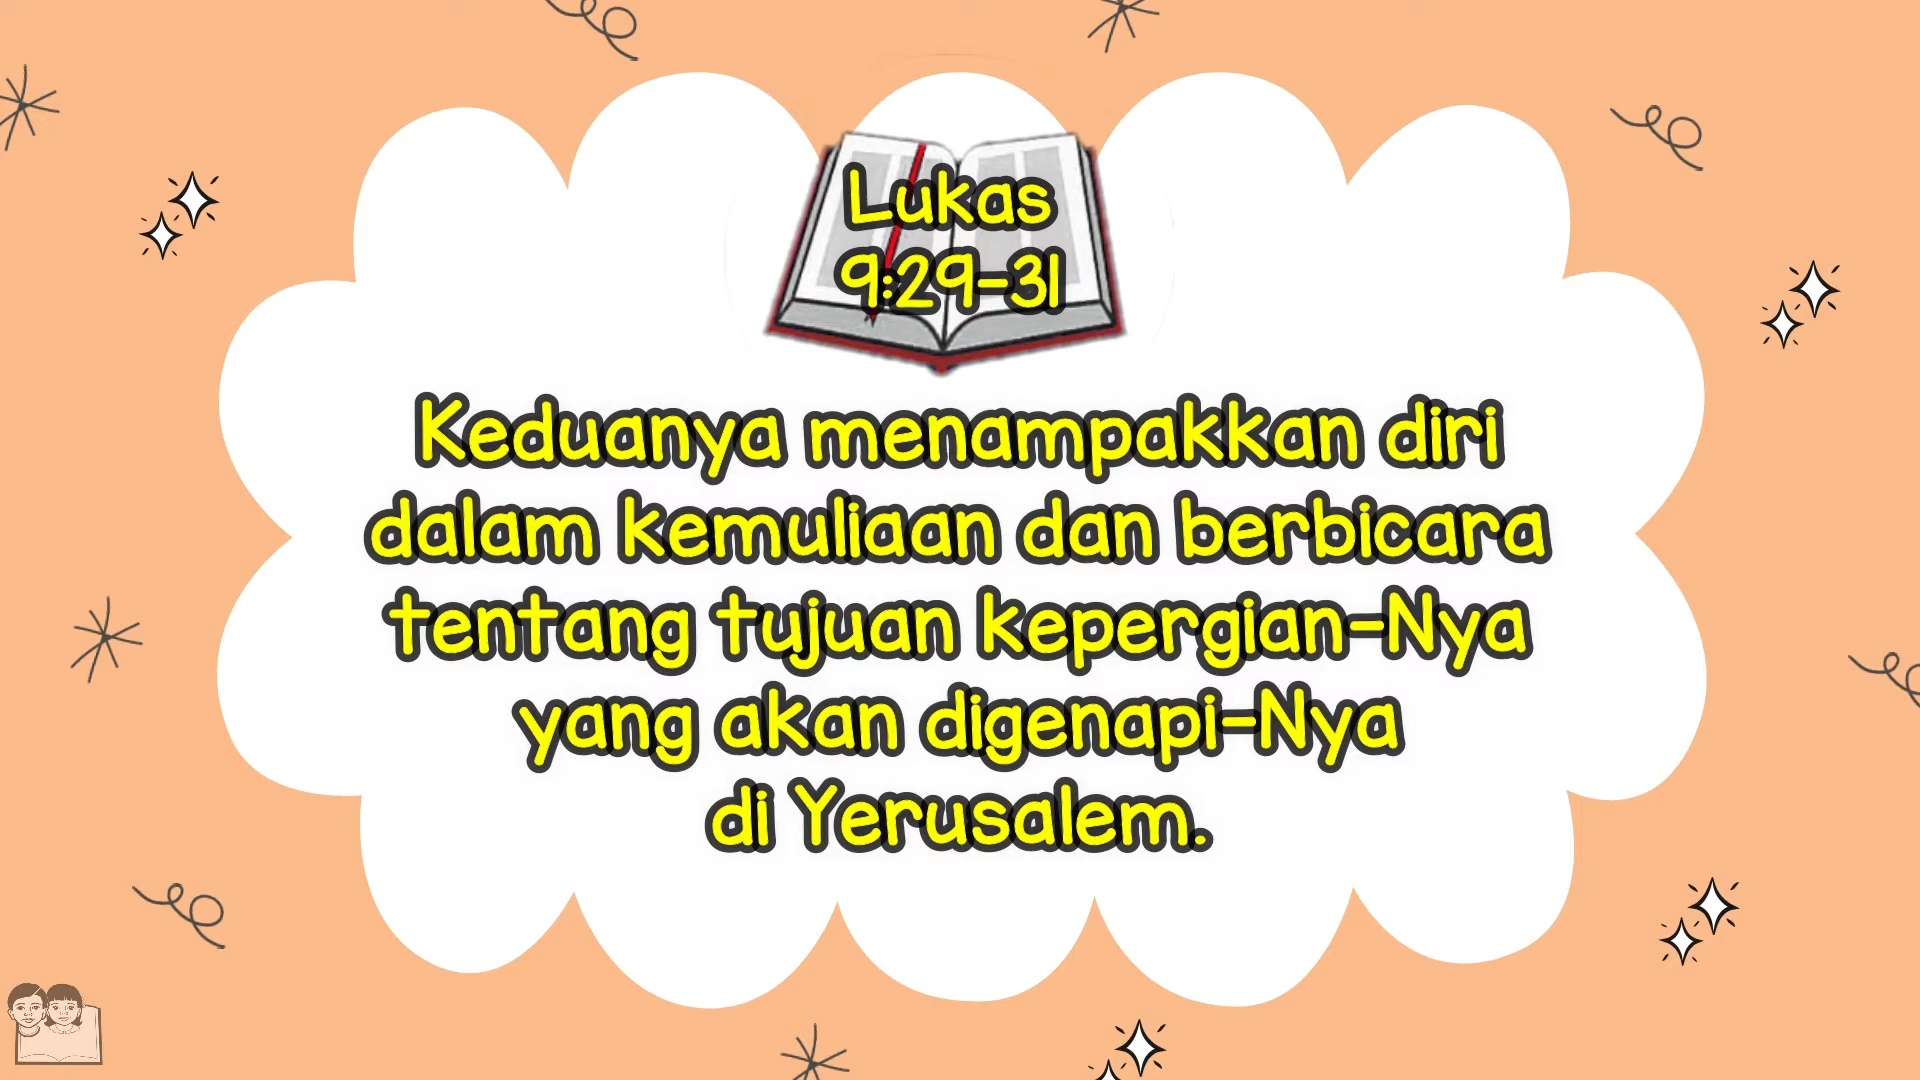 Lukas
9:29-31
Keduanya menampakkan diri
dalam kemuliaan dan berbicara
tentang tujuan kepergian-Nya
yang akan digenapi-Nya
di Yerusalem.